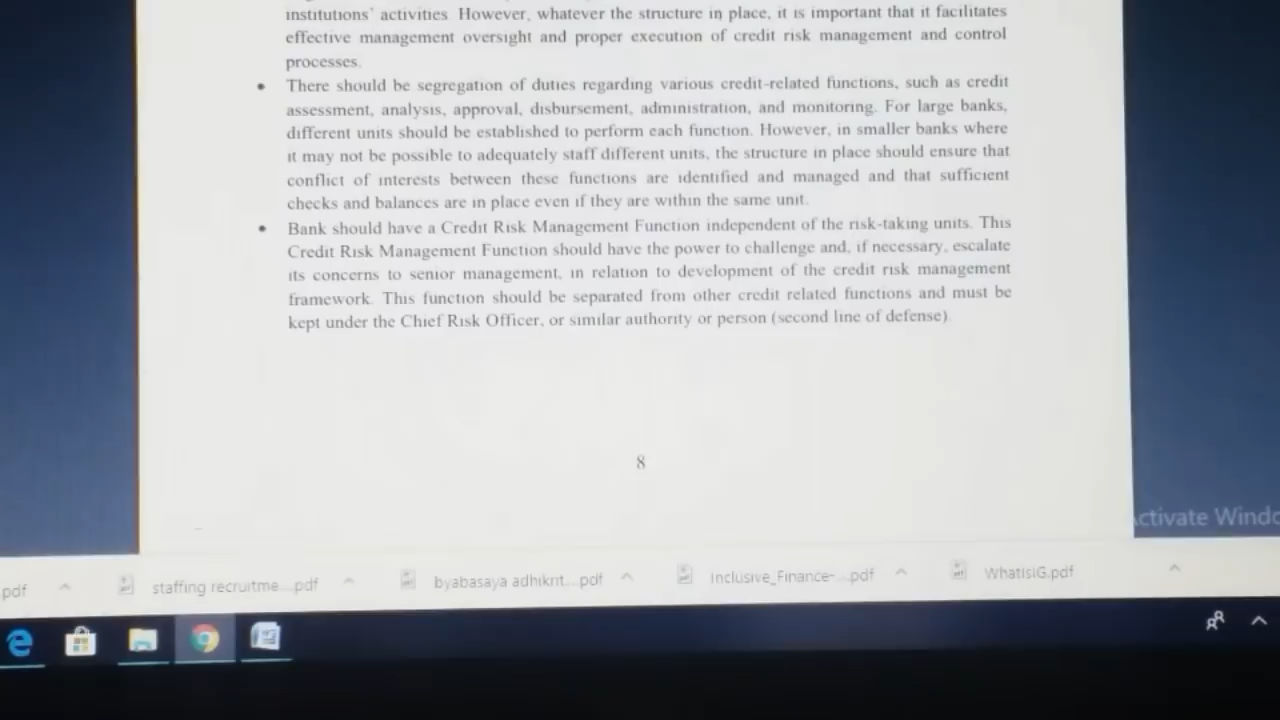 institutions' activities. However, whatever the structure in place, it is important that it facilitates
effective management oversight and proper execution of credit risk management and control
processes.
• There should be segregation of duties regarding various credit-related functions, such as credit
assessment, analysis, approval, disbursement, administration, and monitoring. For large banks,
different units should be established to perform each function. However, in smaller banks where
it may not be possible to adequately staff different units, the structure in place should ensure that
conflict of interests between these functions are identified and managed and that sufficient
checks and balances are in place even if they are within the same unit.
• Bank should have a Credit Risk Management Function independent of the risk-taking units. This
Credit Risk Management Function should have the power to challenge and, if necessary, escalate
its concerns to senior management, in relation to development of the credit risk management
framework. This function should be separated from other credit related functions and must be
kept under the Chief Risk Officer, or similar authority or person (second line of defense)
8
ctivate Windo
pdf
staffing recruitme...pdf
byabasaya adhikrit...pdf
Inclusive_Finance-...pdf
WhatisiG.pdf